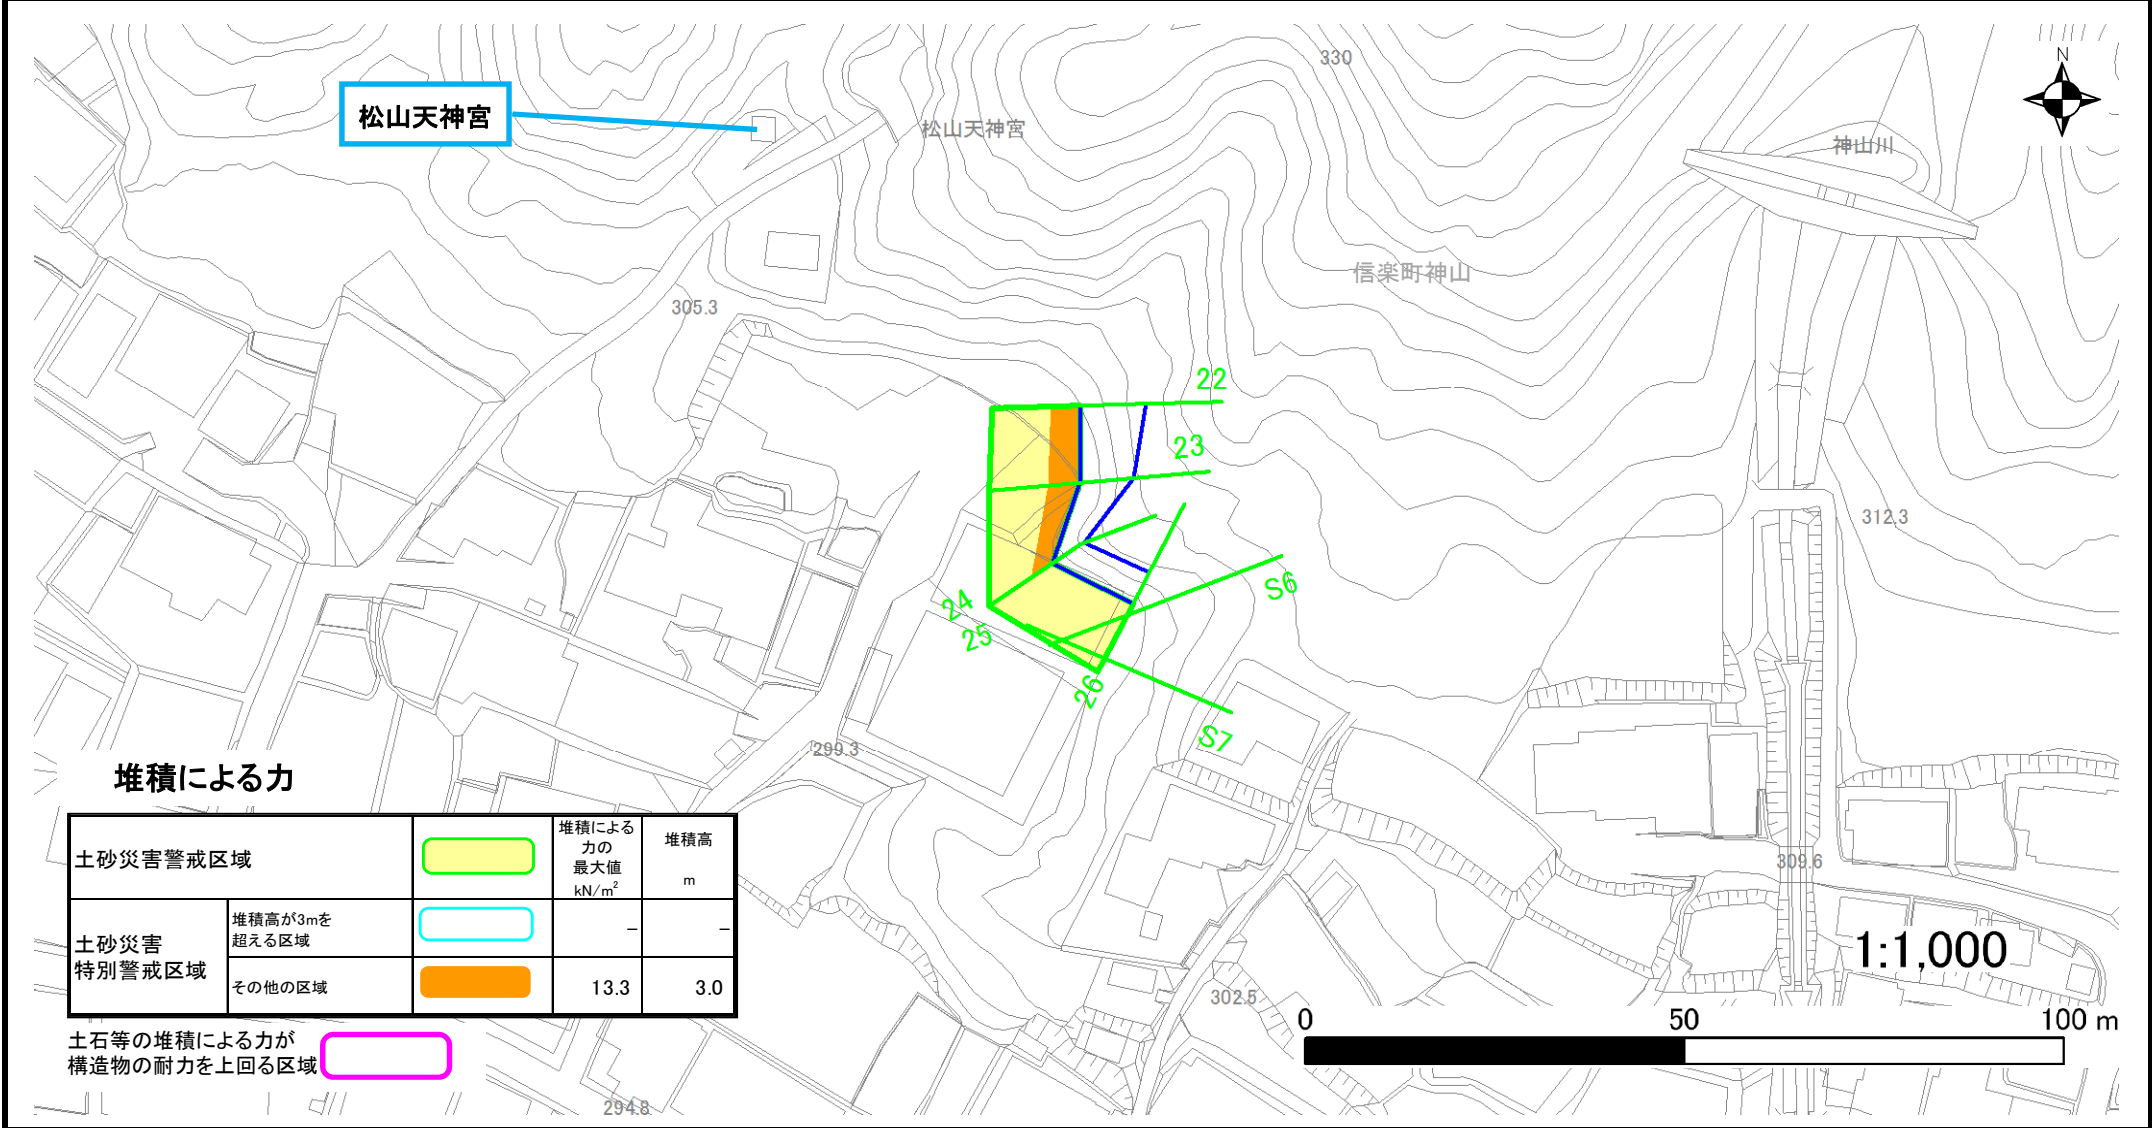 330
N
松山天神宮
松山天神宮
神山川
信楽町神山
305.3
22
23
312.3
S6
24
25
26
S7
299.3
堆積による力
土砂災害警戒区域
堆積による
力の
最大値
kN/m²
堆積高
m
土砂災害
特別警戒区域
堆積高が3mを
超える区域
–
–
その他の区域
13.3
3.0
309.6
1:1,000
302.5
0
50
100 m
土石等の堆積による力が
構造物の耐力を上回る区域
294.8